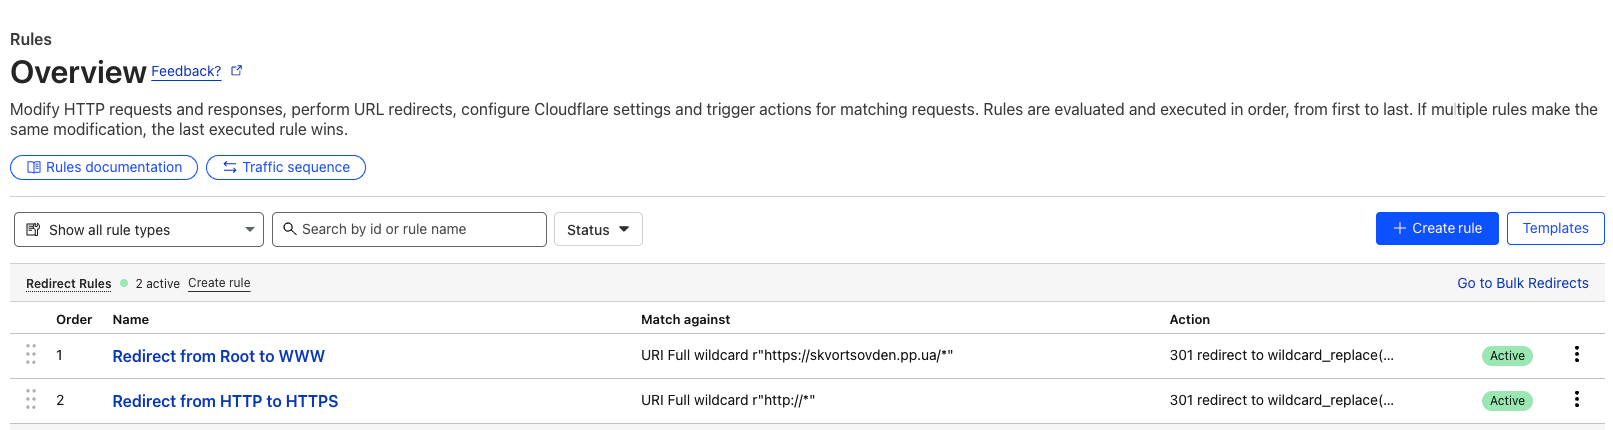 Rules
Overview Feedback?
Modify HTTP requests and responses, perform URL redirects, configure Cloudflare settings and trigger actions for matching requests. Rules are evaluated and executed in order, from first to last. If multiple rules make the
same modification, the last executed rule wins.
Rules documentation Traffic sequence
Show all rule types Search by id or rule name Status + Create rule Templates
Redirect Rules 2 active Create rule Go to Bulk Redirects
Order Name Match against Action
1 Redirect from Root to WWW URI Full wildcard r"https://skvortsovden.pp.ua/*" 301 redirect to wildcard_replace(... Active
2 Redirect from HTTP to HTTPS URI Full wildcard r"http://*" 301 redirect to wildcard_replace(... Active